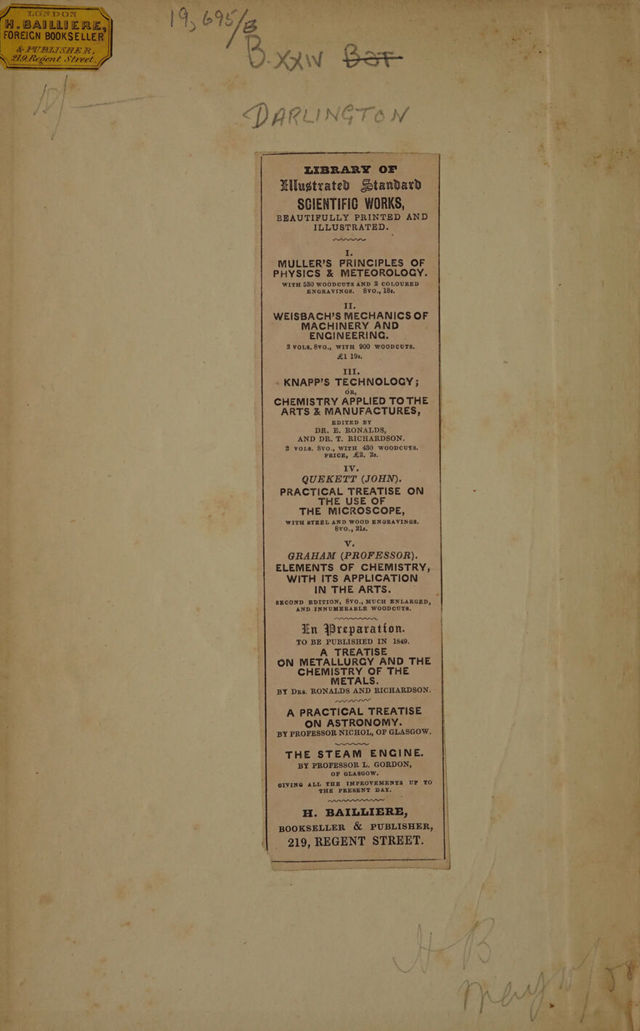 LONDON
H. BAILLIERE,
FOREIGN BOOKSELLER
& PUBLISHER,
219, Regent Street.
19,695/B
B.xxiv Bot
10/-
DARLINGTON
LIBRARY OF
Illustrated Standard
SCIENTIFIC WORKS,
BEAUTIFULLY PRINTED AND
ILLUSTRATED.
I.
MULLER'S PRINCIPLES OF
PHYSICS & METEOROLOGY.
WITH 530 WOODCUTS AND 2 COLOURED
ENGRAVINGS. 8VO., 18s.
II.
WEISBACH'S MECHANICS OF
MACHINERY AND
ENGINEERING.
2 VOLS. 8VO., WITH 900 WOODCUTS.
£1 19s.
III.
KNAPP'S TECHNOLOGY;
OR,
CHEMISTRY APPLIED TO THE
ARTS & MANUFACTURES,
EDITED BY
DR. E. RONALDS,
AND DR. T. RICHARDSON.
2 VOLS. 8VO., WITH 430 WOODCUTS.
PRICE, £2. 2s.
IV.
QUEKETT (JOHN).
PRACTICAL TREATISE ON
THE USE OF
THE MICROSCOPE,
WITH STEEL AND WOOD ENGRAVINGS.
8VO., 21s.
V.
GRAHAM (PROFESSOR).
ELEMENTS OF CHEMISTRY,
WITH ITS APPLICATION
IN THE ARTS.
SECOND EDITION, 8VO., MUCH ENLARGED,
AND INNUMERABLE WOODCUTS.
In Preparation.
TO BE PUBLISHED IN 1849.
A TREATISE
ON METALLURGY AND THE
CHEMISTRY OF THE
METALS.
BY DRS. RONALDS AND RICHARDSON.
A PRACTICAL TREATISE
ON ASTRONOMY.
BY PROFESSOR NICHOL, OF GLASGOW.
THE STEAM ENGINE.
BY PROFESSOR L. GORDON,
OF GLASGOW.
GIVING ALL THE IMPROVEMENTS UP TO
THE PRESENT DAY.
H. BAILLIERE,
BOOKSELLER & PUBLISHER,
219, REGENT STREET.
HB
May